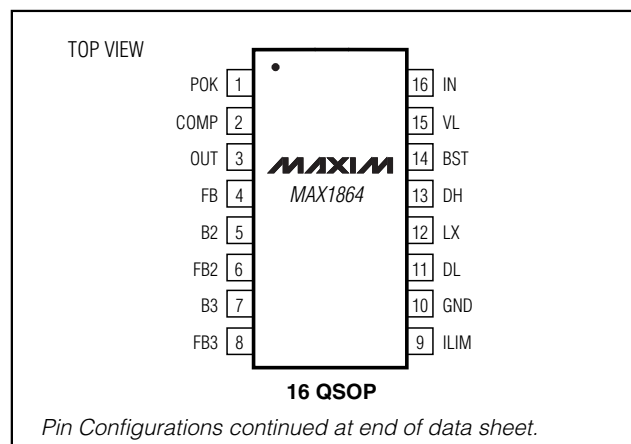 TOP VIEW
POK 1 16 IN
COMP 2 15 VL
OUT 3 MAXIM 14 BST
FB 4 MAX1864 13 DH
B2 5 12 LX
FB2 6 11 DL
B3 7 10 GND
FB3 8 9 ILIM
16 QSOP
Pin Configurations continued at end of data sheet.